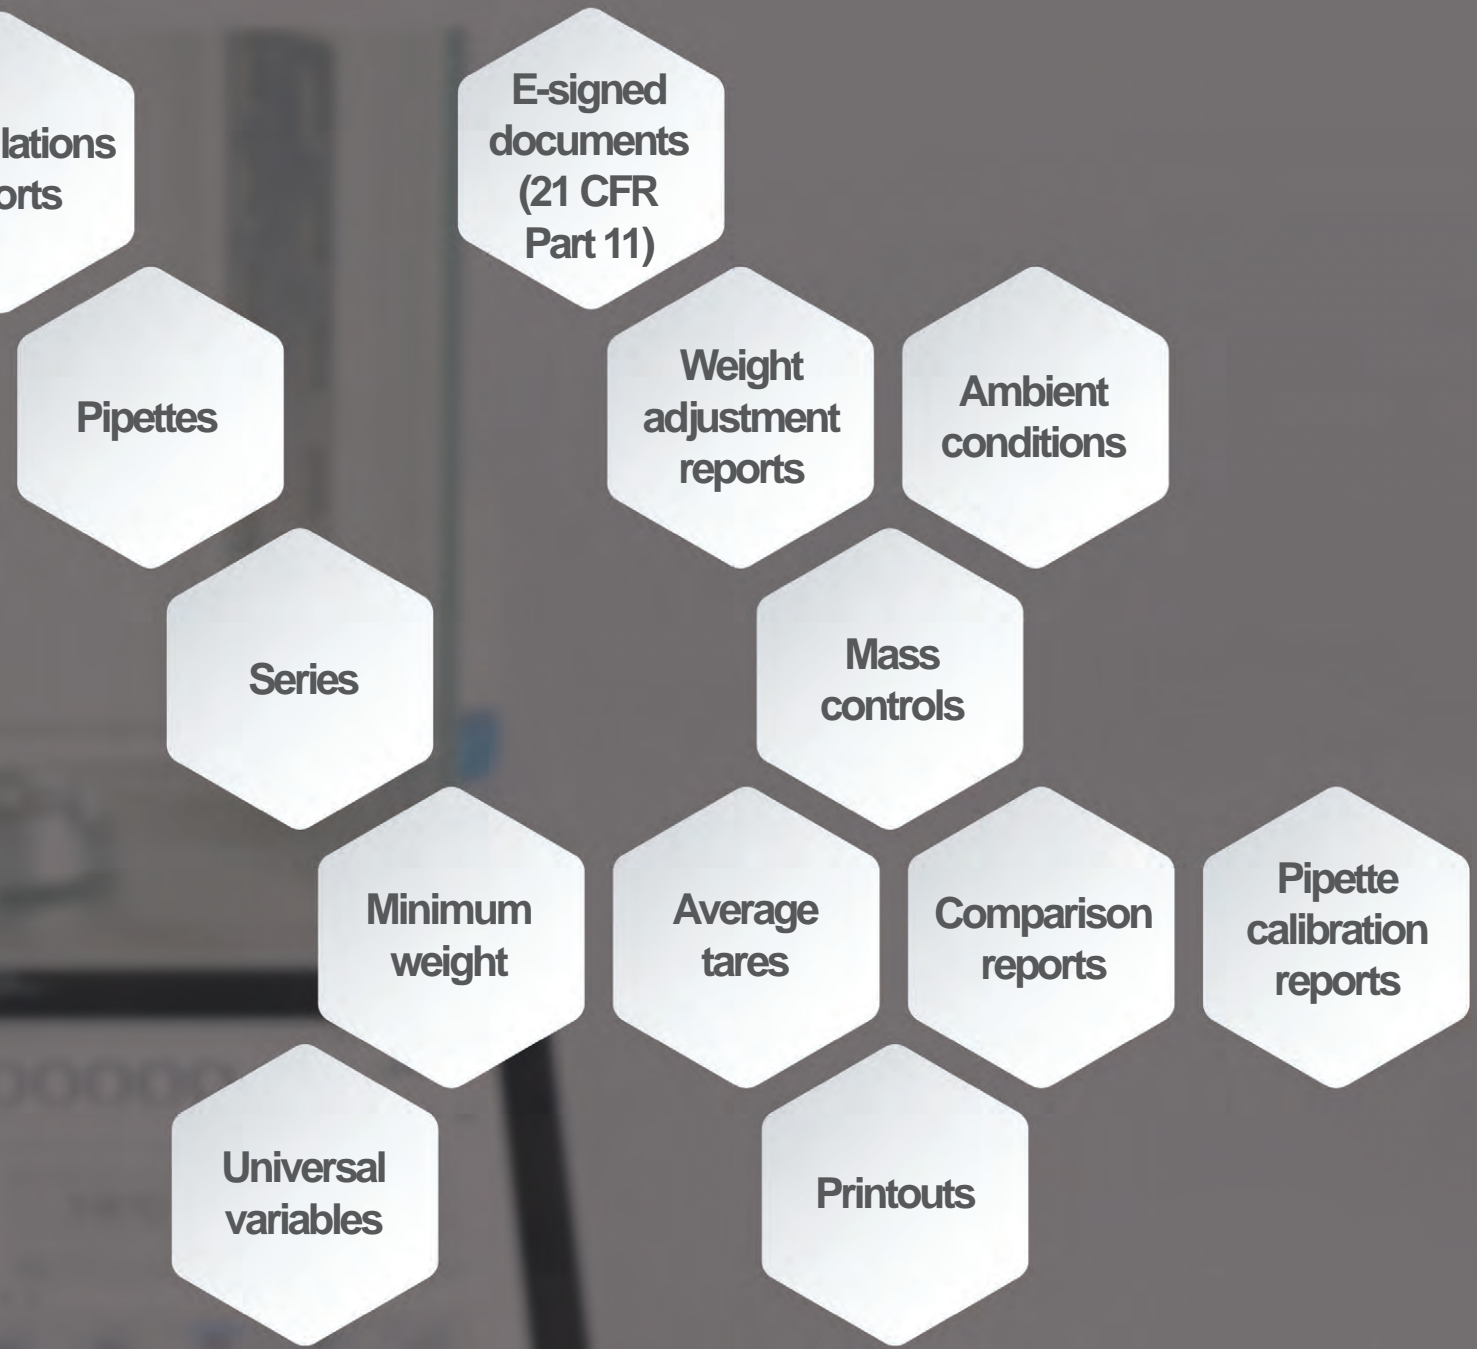 lations
orts
E-signed
documents
(21 CFR
Part 11)
Pipettes
Weight
adjustment
reports
Ambient
conditions
Series
Mass
controls
Minimum
weight
Average
tares
Comparison
reports
Pipette
calibration
reports
Universal
variables
Printouts